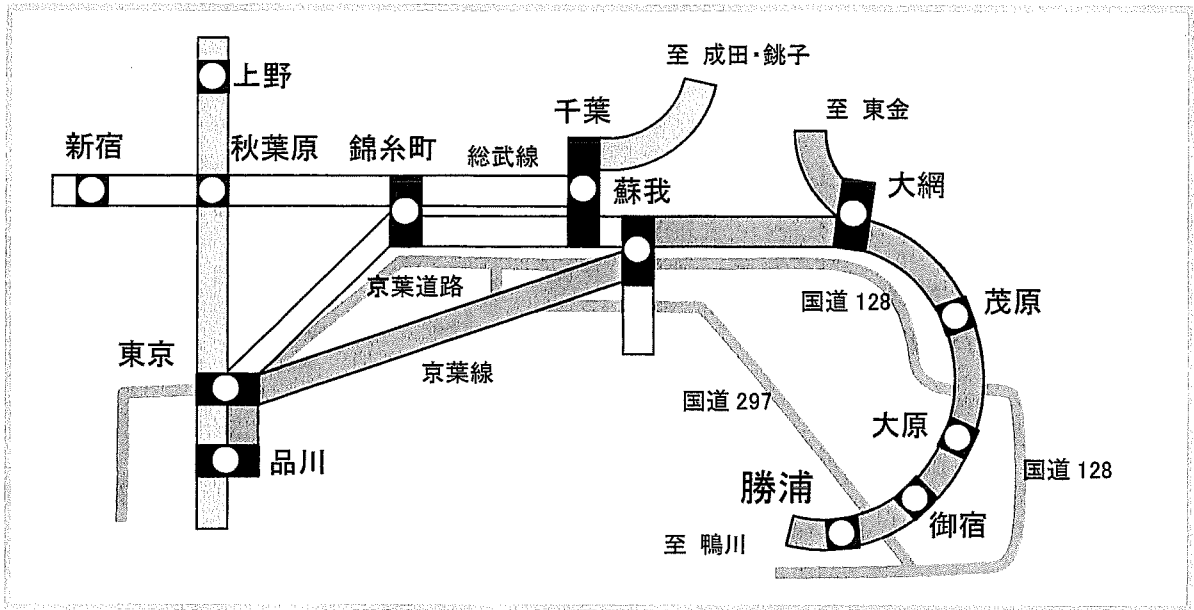 上野
至 成田・銚子
千葉
至 東金
新宿
秋葉原
錦糸町
総武線
蘇我
大網
京葉道路
国道 128
茂原
東京
京葉線
国道 297
大原
品川
勝浦
国道 128
御宿
至 鴨川